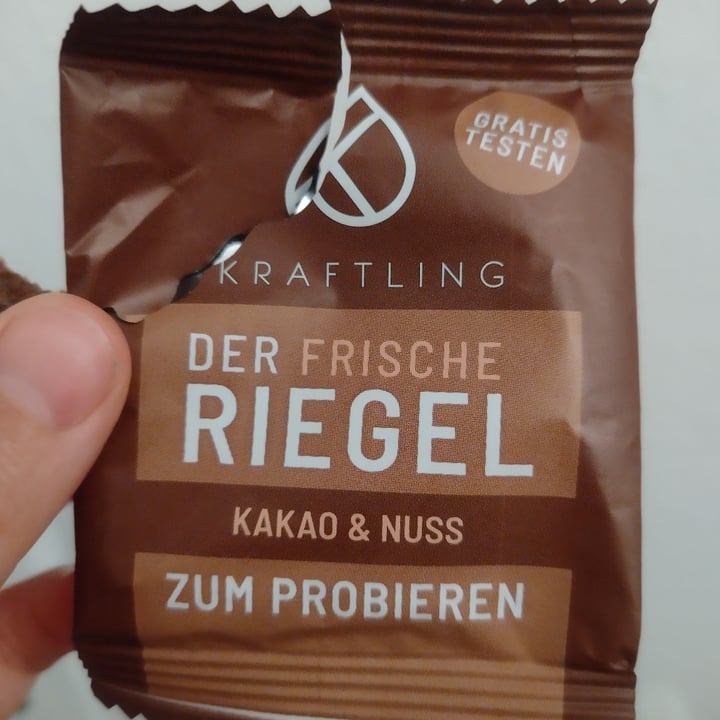 GRATIS
TESTEN
KRAFTLING
DER FRISCHE
RIEGEL
KAKAO & NUSS
ZUM PROBIEREN